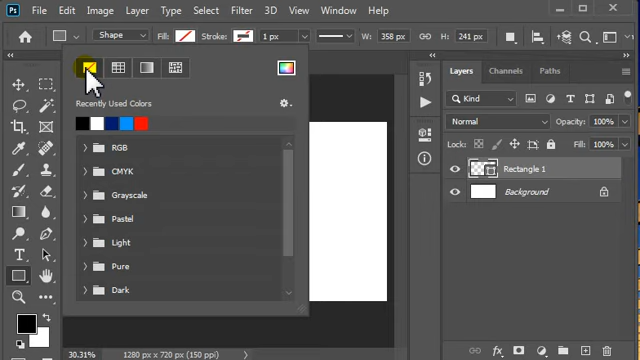 Ps File Edit Image Layer Type Select Filter 3D View
Shape Fill: Stroke: 1 px W: 358 px H: 241 px
Recently Used Colors
RGB
CMYK
Grayscale
Pastel
Light
Pure
Dark
30.31% 1280 px x 720 px (150 ppi)
Layers Channels Paths
Kind
Normal Opacity: 100%
Lock: Fill: 100%
Rectangle 1
Background